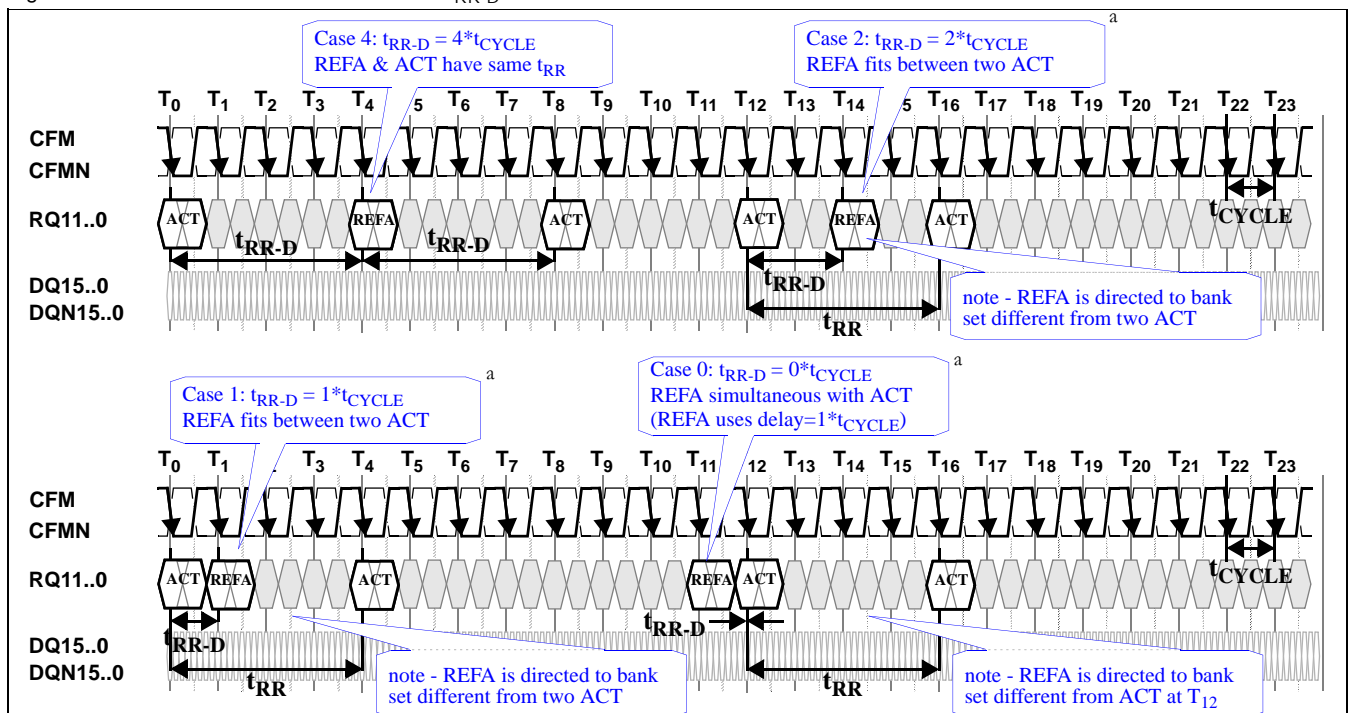 RR-D
Case 4: tRR-D = 4*tCYCLE
REFA & ACT have same tRR
a
Case 2: tRR-D = 2*tCYCLE
REFA fits between two ACT
T0 T1 T2 T3 T4 5 T6 T7 T8 T9 T10 T11 T12 T13 T14 5 T16 T17 T18 T19 T20 T21 T22 T23
CFM
CFMN
RQ11..0
ACT REFA ACT ACT REFA ACT
tCYCLE
tRR-D tRR-D tRR-D
DQ15..0
DQN15..0
tRR
note - REFA is directed to bank
set different from two ACT
a
Case 1: tRR-D = 1*tCYCLE
REFA fits between two ACT
a
Case 0: tRR-D = 0*tCYCLE
REFA simultaneous with ACT
(REFA uses delay=1*tCYCLE)
T0 T1 T3 T4 T5 T6 T7 T8 T9 T10 T11 12 T13 T14 T15 T16 T17 T18 T19 T20 T21 T22 T23
CFM
CFMN
RQ11..0
ACT REFA ACT REFA ACT ACT
tCYCLE
tRR-D tRR-D
DQ15..0
DQN15..0
tRR tRR
note - REFA is directed to bank
set different from two ACT
note - REFA is directed to bank
set different from ACT at T12